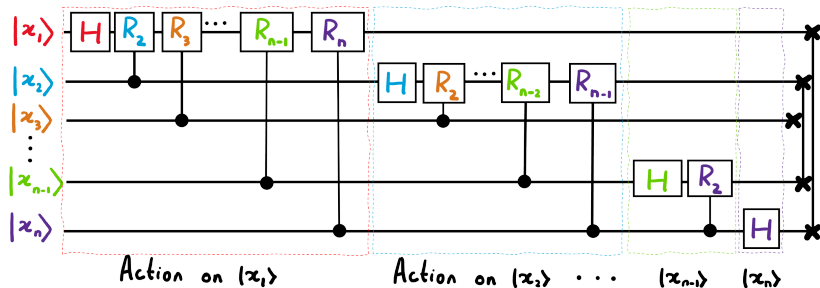 |x₁⟩ H R₂ R₃ ... Rₙ₋₁ Rₙ
|x₂⟩ H R₂ ... Rₙ₋₂ Rₙ₋₁
|x₃⟩
⋮
|xₙ₋₁⟩ H R₂
|xₙ⟩ H
Action on |x₁⟩ Action on |x₂⟩ ... |xₙ₋₁⟩ |xₙ⟩